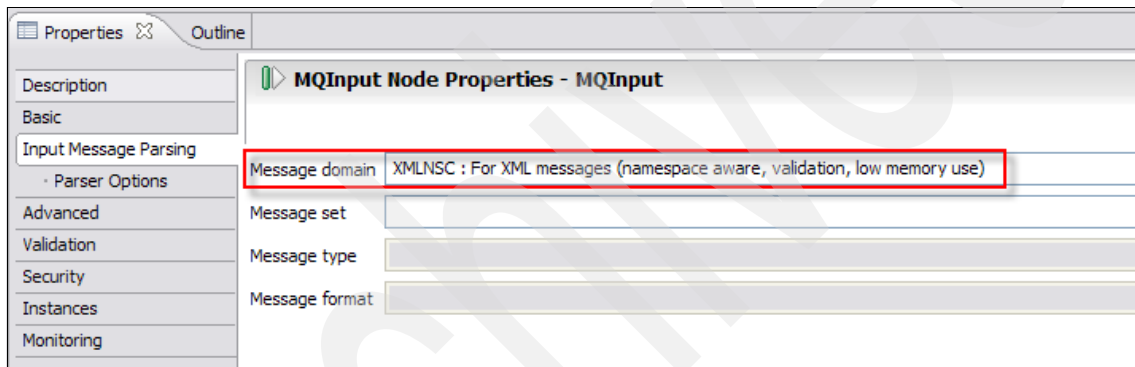 Properties Outline
MQInput Node Properties - MQInput
Description
Basic
Input Message Parsing
Parser Options
Advanced
Validation
Security
Instances
Monitoring
Message domain XMLNSC : For XML messages (namespace aware, validation, low memory use)
Message set
Message type
Message format